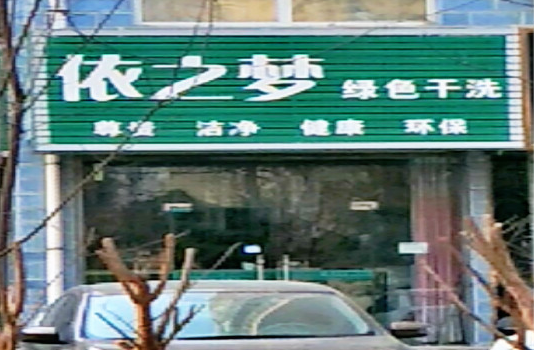 依之梦 绿色干洗
尊贵 洁净 健康 环保